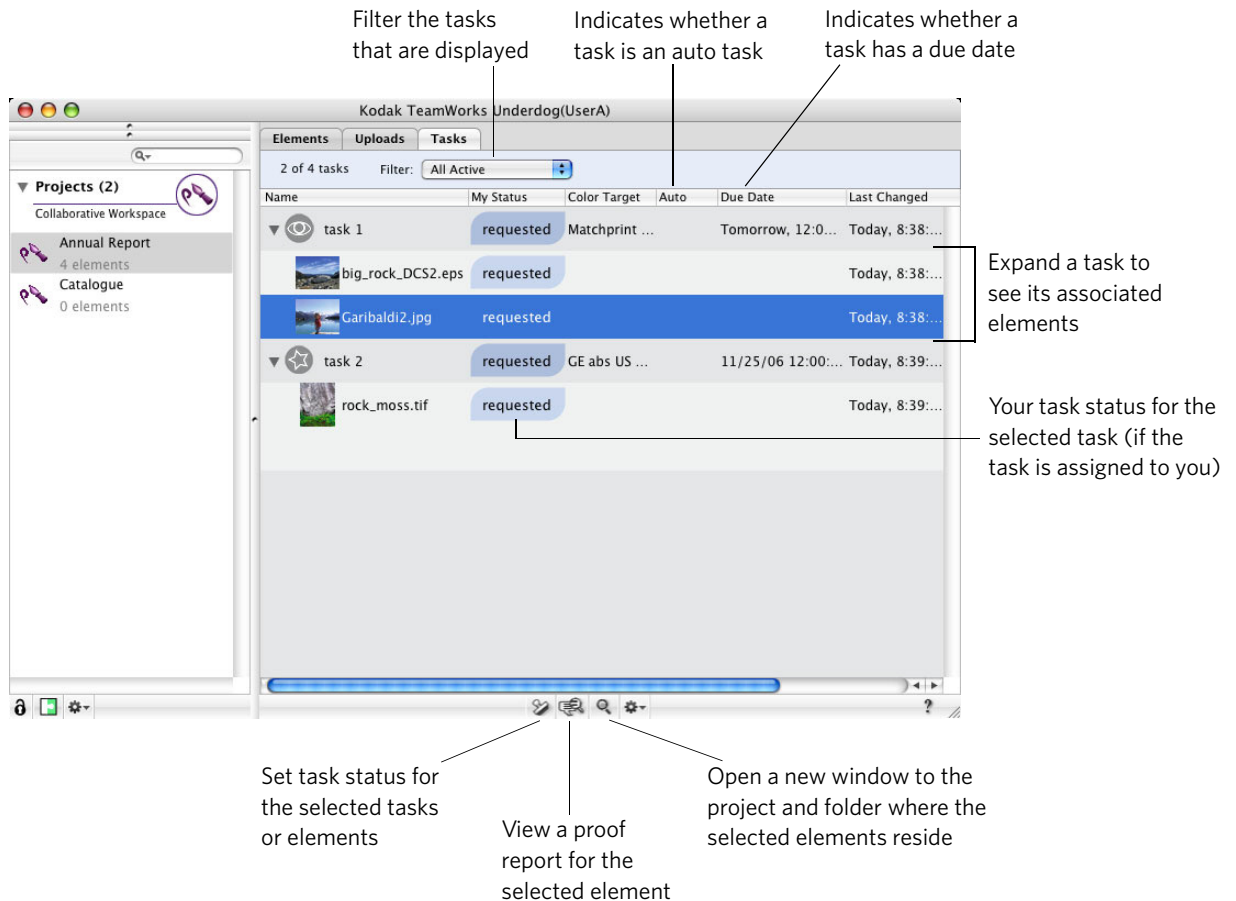 Filter the tasks
that are displayed
Indicates whether a
task is an auto task
Indicates whether a
task has a due date
Kodak TeamWorks Underdog(UserA)
Elements Uploads Tasks
2 of 4 tasks Filter: All Active
Projects (2)
Collaborative Workspace
Annual Report
4 elements
Catalogue
0 elements
Name My Status Color Target Auto Due Date Last Changed
task 1 requested Matchprint ... Tomorrow, 12:0... Today, 8:38:...
big_rock_DCS2.eps requested Today, 8:38:...
Garibaldi2.jpg requested Today, 8:38:...
task 2 requested GE abs US ... 11/25/06 12:00:... Today, 8:39:...
rock_moss.tif requested Today, 8:39:...
Expand a task to
see its associated
elements
Your task status for the
selected task (if the
task is assigned to you)
?
Set task status for
the selected tasks
or elements
View a proof
report for the
selected element
Open a new window to the
project and folder where the
selected elements reside